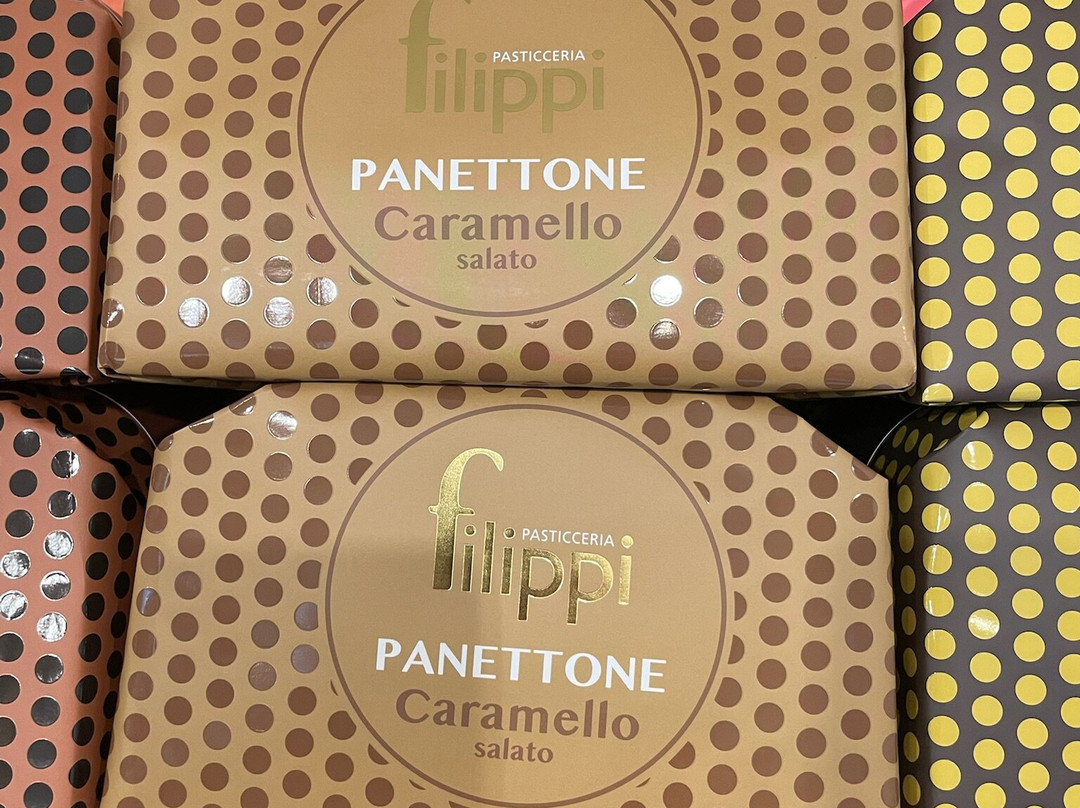 PASTICCERIA
filippi
PANETTONE
Caramello
salato
PASTICCERIA
filippi
PANETTONE
Caramello
salato